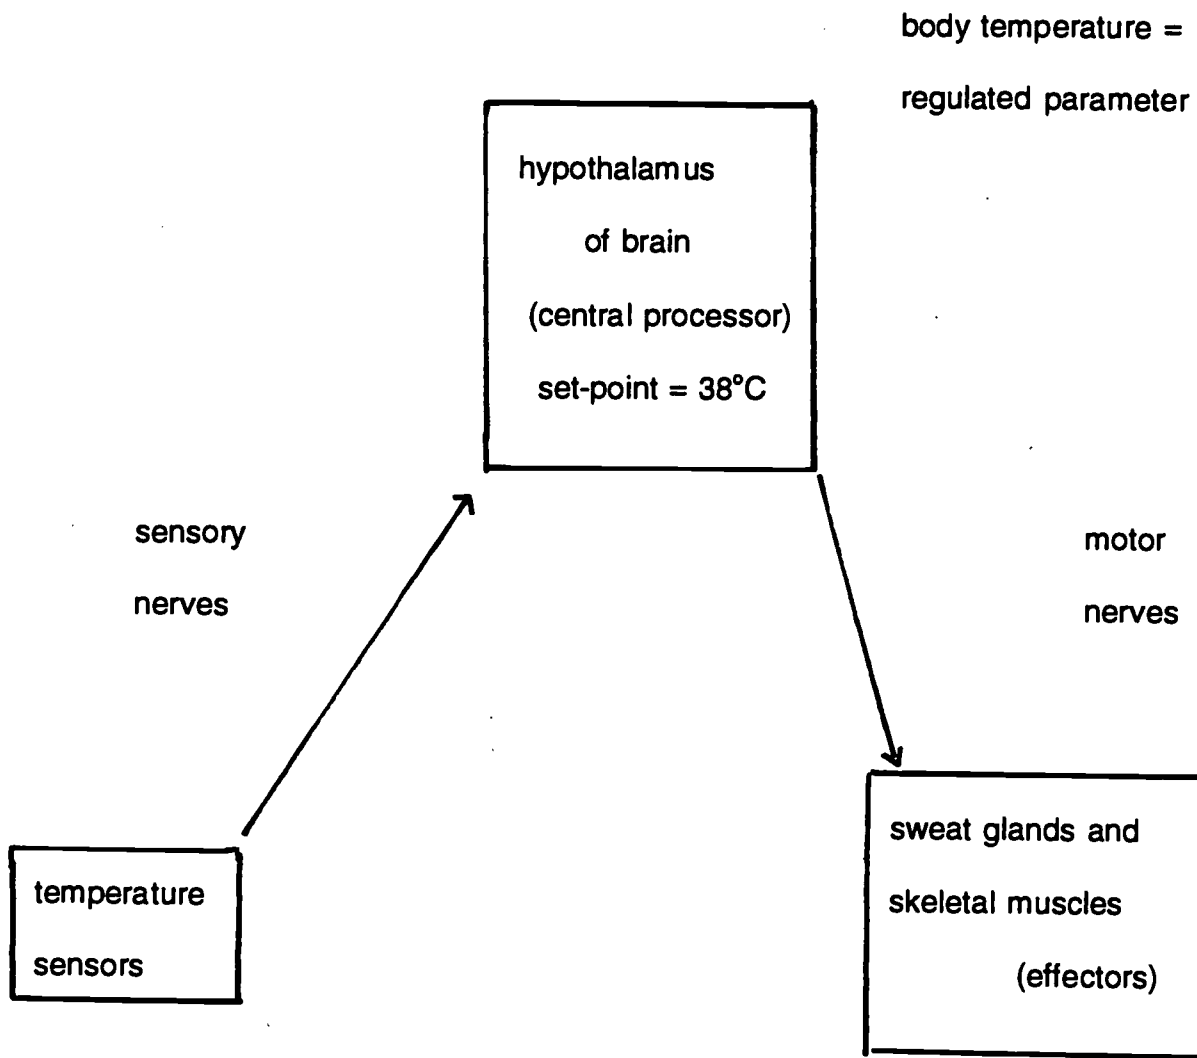 body temperature =
regulated parameter
hypothalamus
of brain
(central processor)
set-point = 38°C
sensory
nerves
motor
nerves
temperature
sensors
sweat glands and
skeletal muscles
(effectors)